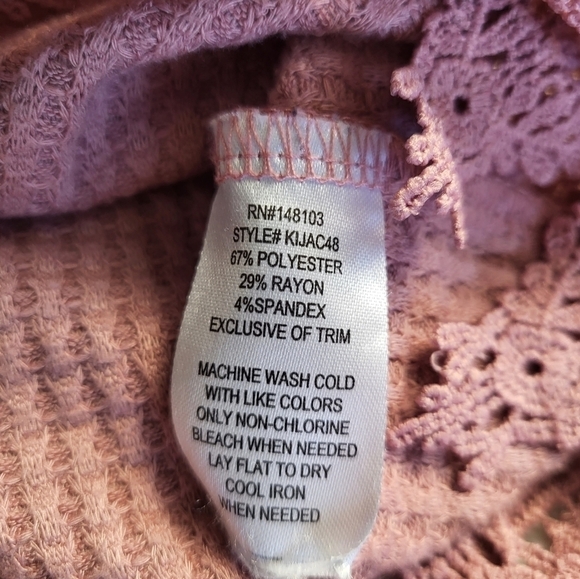 RN#148103
STYLE# KIJAC48
67% POLYESTER
29% RAYON
4%SPANDEX
EXCLUSIVE OF TRIM
MACHINE WASH COLD
WITH LIKE COLORS
ONLY NON-CHLORINE
BLEACH WHEN NEEDED
LAY FLAT TO DRY
COOL IRON
WHEN NEEDED